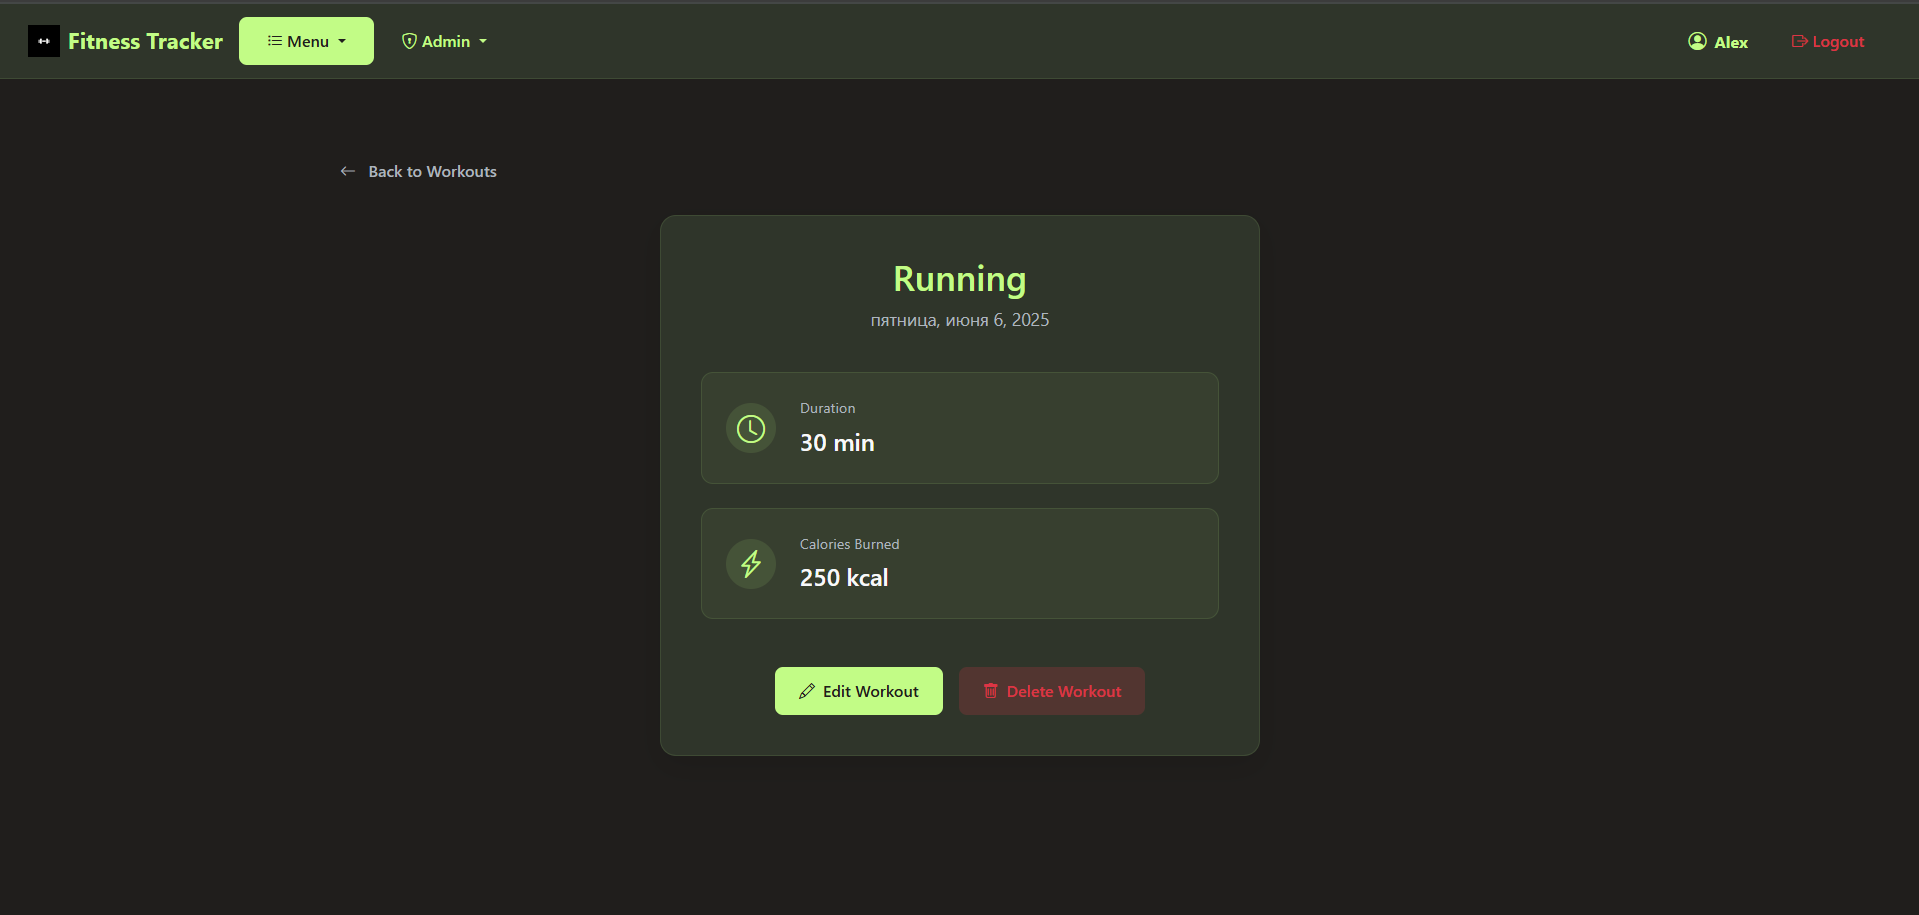 Fitness Tracker
Menu
Admin
Alex
Logout
Back to Workouts
Running
пятница, июня 6, 2025
Duration
30 min
Calories Burned
250 kcal
Edit Workout
Delete Workout